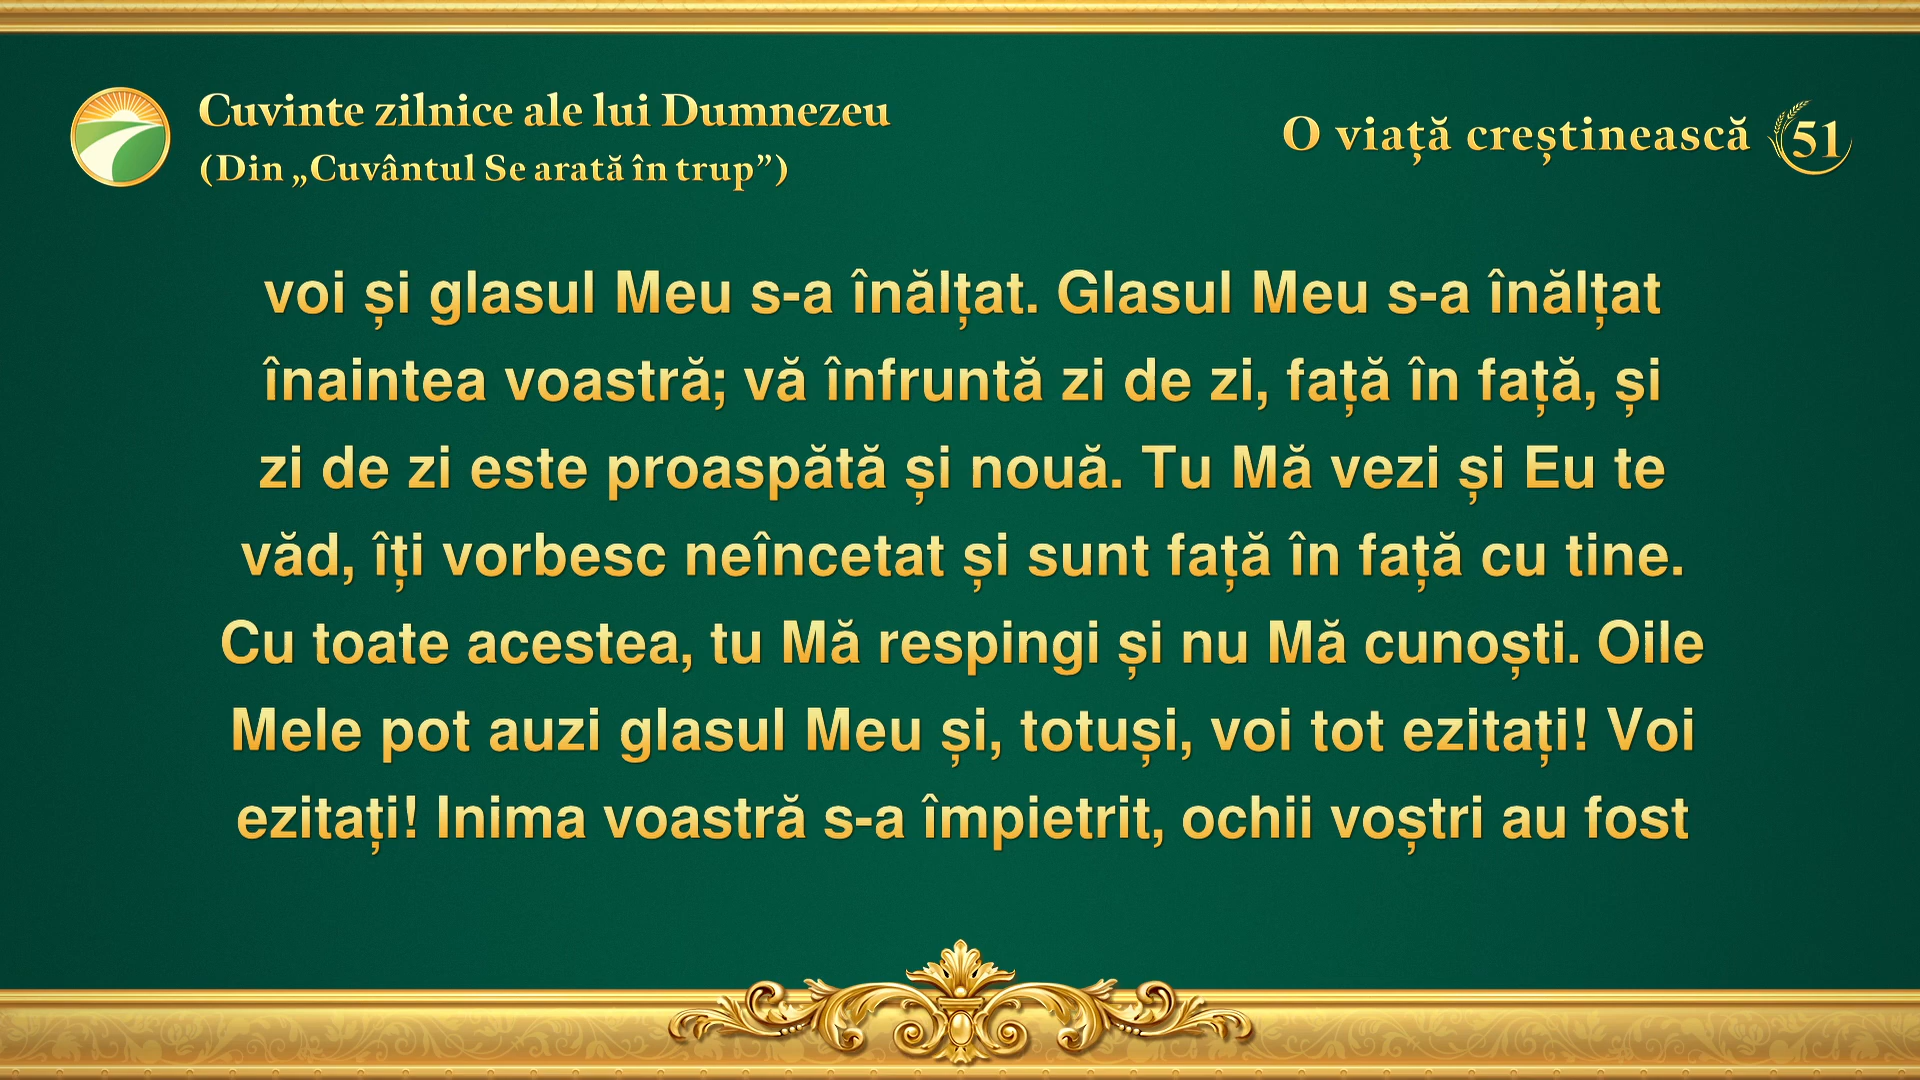 Cuvinte zilnice ale lui Dumnezeu
(Din „Cuvântul Se arată în trup”)
O viață creștinească 51
voi și glasul Meu s-a înălțat. Glasul Meu s-a înălțat
înaintea voastră; vă înfruntă zi de zi, față în față, și
zi de zi este proaspătă și nouă. Tu Mă vezi și Eu te
văd, îți vorbesc neîncetat și sunt față în față cu tine.
Cu toate acestea, tu Mă respingi și nu Mă cunoști. Oile
Mele pot auzi glasul Meu și, totuși, voi tot ezitați! Voi
ezitați! Inima voastră s-a împietrit, ochii voștri au fost